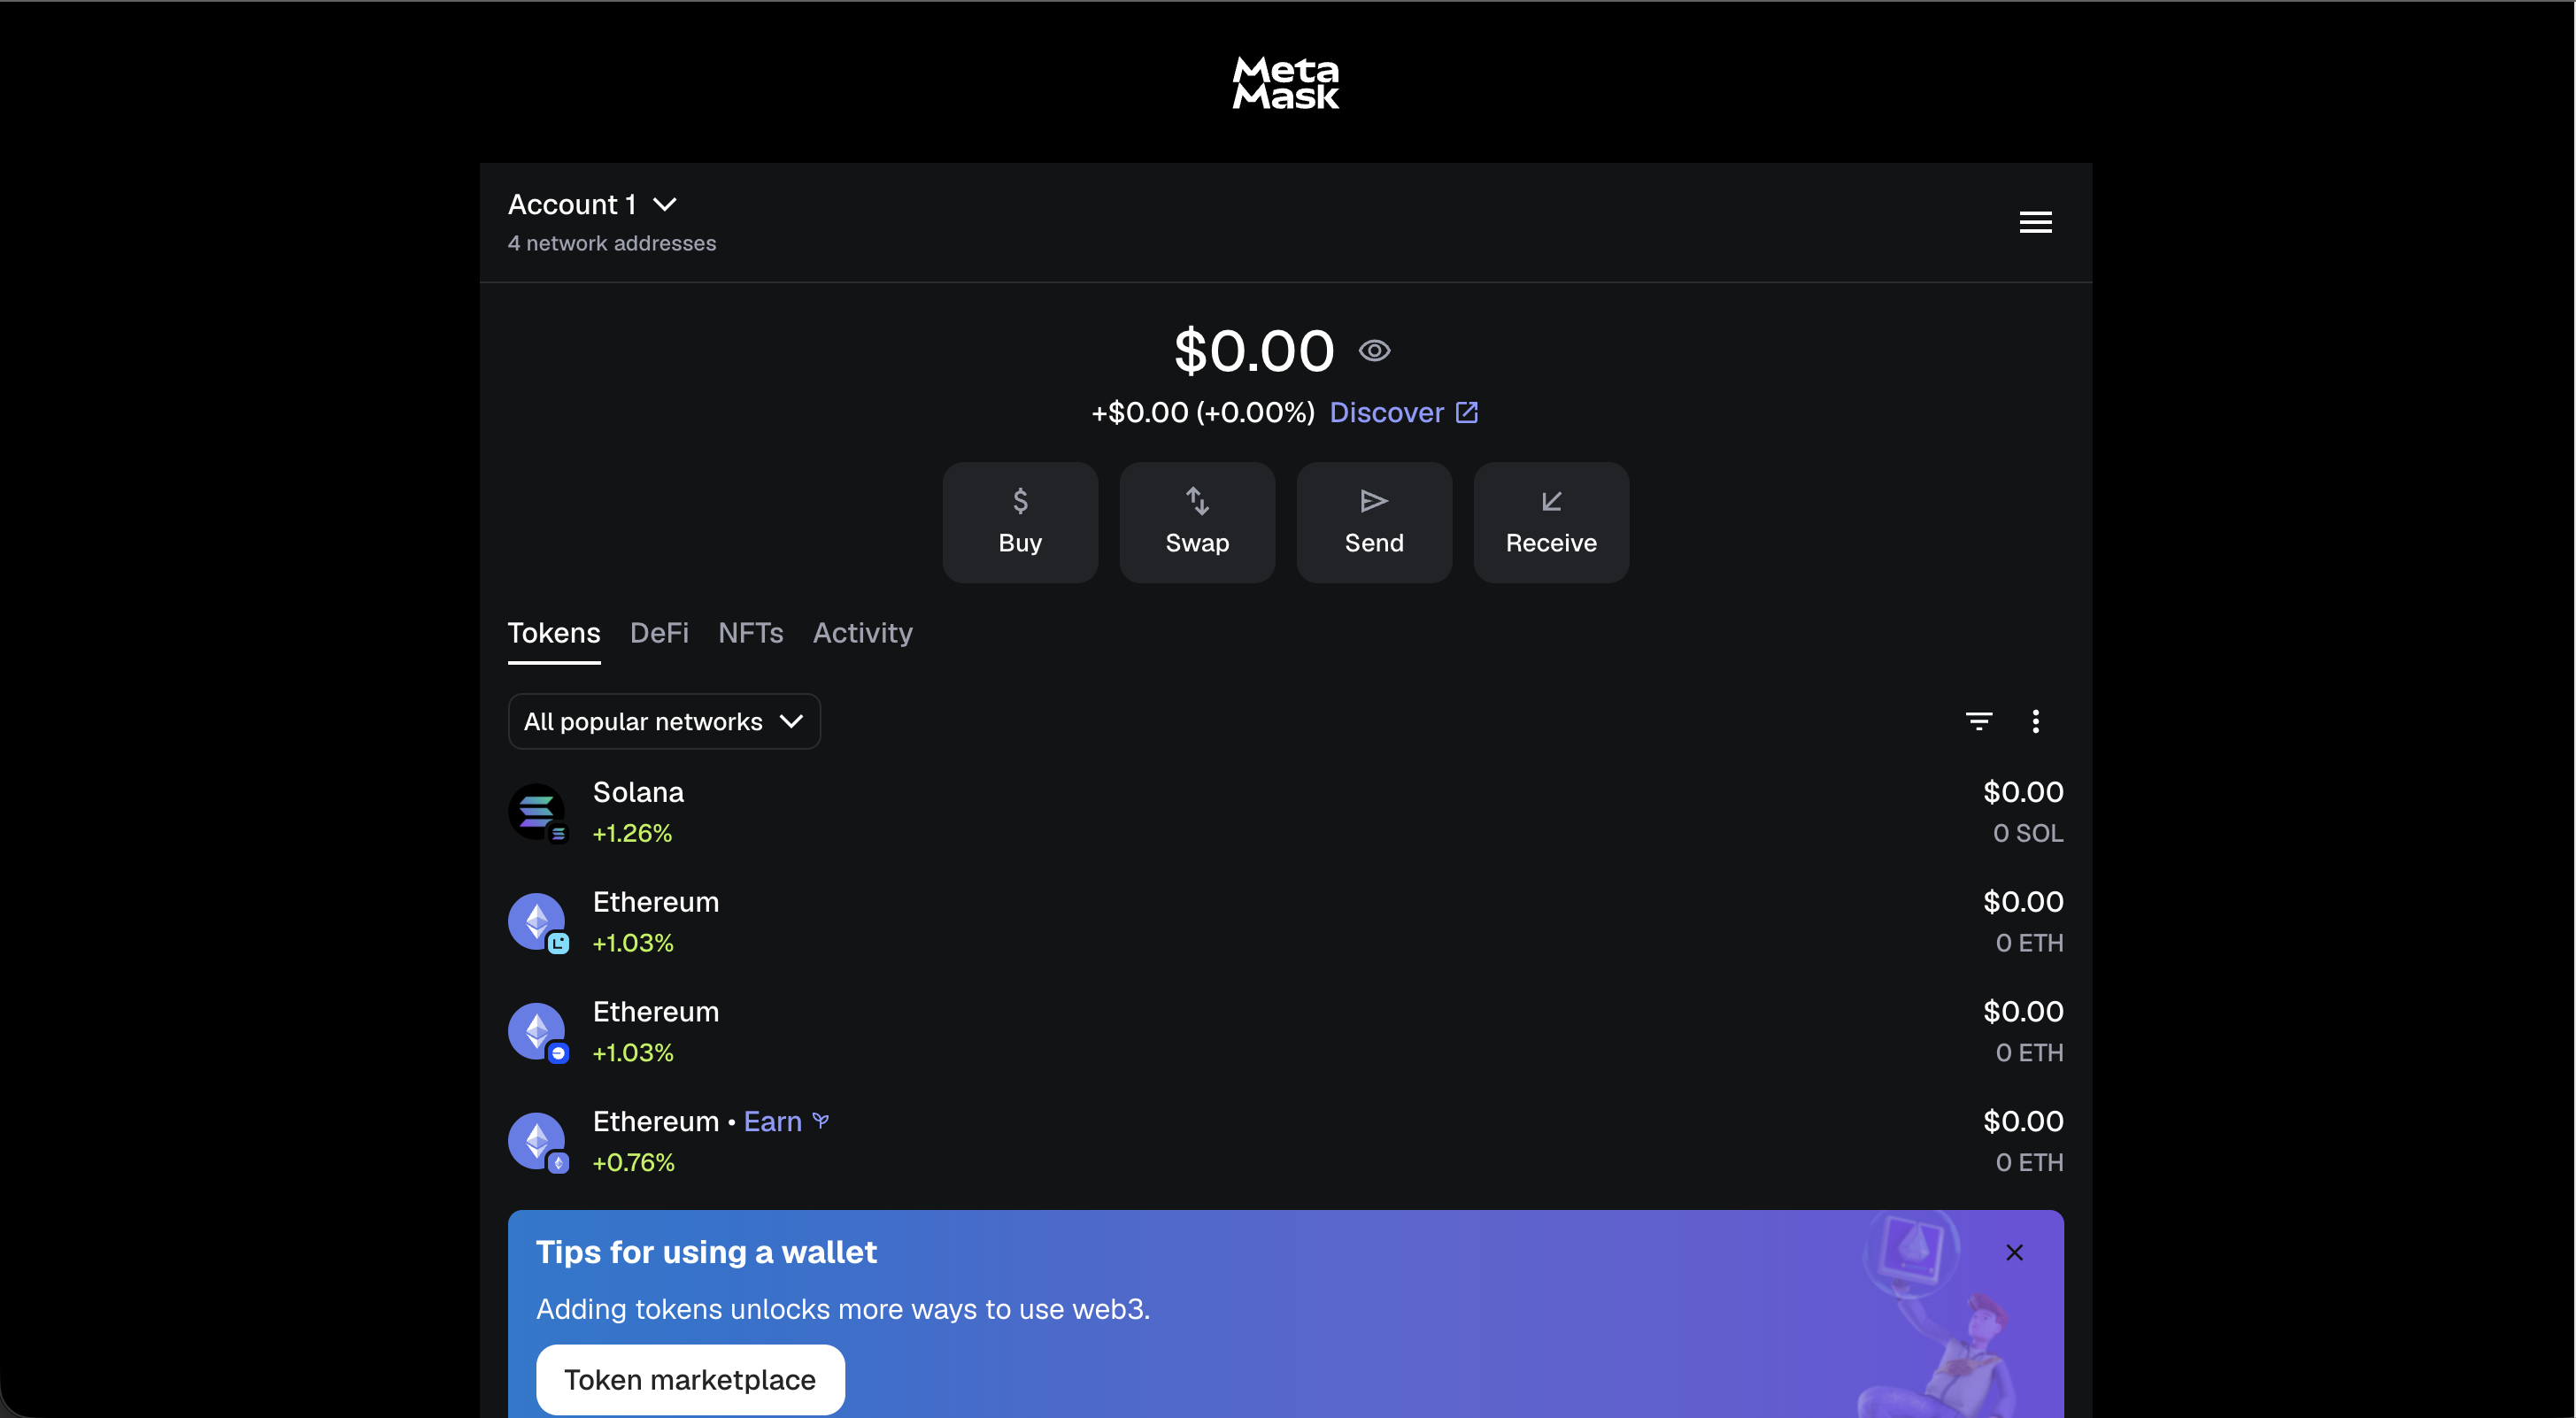 Meta
Mask
Account 1
4 network addresses
$0.00
+$0.00 (+0.00%) Discover
$
Buy
Swap
Send
Receive
Tokens DeFi NFTs Activity
All popular networks
Solana $0.00
+1.26% 0 SOL
Ethereum $0.00
+1.03% 0 ETH
L
Ethereum $0.00
+1.03% 0 ETH
Ethereum • Earn $0.00
+0.76% 0 ETH
Tips for using a wallet
Adding tokens unlocks more ways to use web3.
Token marketplace